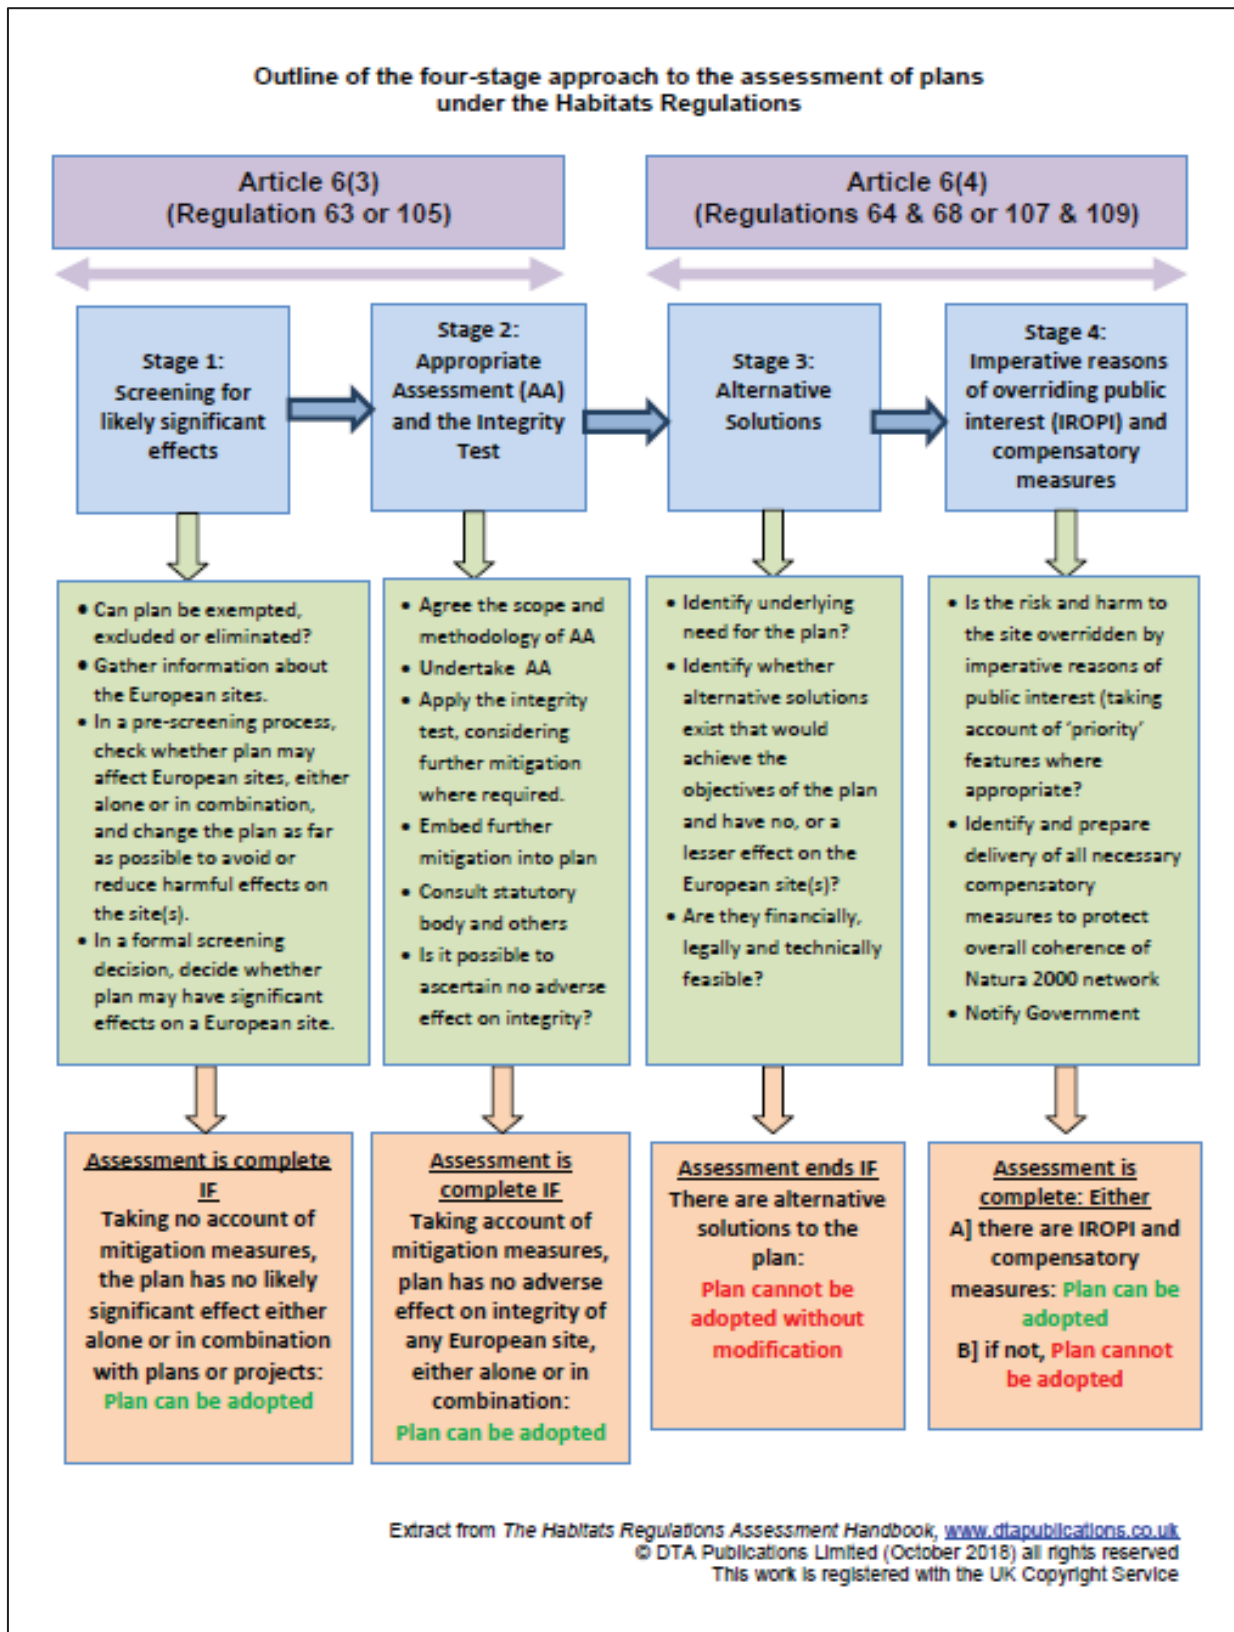 Outline of the four-stage approach to the assessment of plans
under the Habitats Regulations
Article 6(3)
(Regulation 63 or 105)
Article 6(4)
(Regulations 64 & 68 or 107 & 109)
Stage 1:
Screening for
likely significant
effects
Stage 2:
Appropriate
Assessment (AA)
and the Integrity
Test
Stage 3:
Alternative
Solutions
Stage 4:
Imperative reasons
of overriding public
interest (IROPI) and
compensatory
measures
• Can plan be exempted,
excluded or eliminated?
• Gather information about
the European sites.
• In a pre-screening process,
check whether plan may
affect European sites, either
alone or in combination,
and change the plan as far
as possible to avoid or
reduce harmful effects on
the site(s).
• In a formal screening
decision, decide whether
plan may have significant
effects on a European site.
• Agree the scope and
methodology of AA
• Undertake AA
• Apply the integrity
test, considering
further mitigation
where required.
• Embed further
mitigation into plan
• Consult statutory
body and others
• Is it possible to
ascertain no adverse
effect on integrity?
• Identify underlying
need for the plan?
• Identify whether
alternative solutions
exist that would
achieve the
objectives of the plan
and have no, or a
lesser effect on the
European site(s)?
• Are they financially,
legally and technically
feasible?
• Is the risk and harm to
the site overridden by
imperative reasons of
public interest (taking
account of ‘priority’
features where
appropriate?
• Identify and prepare
delivery of all necessary
compensatory
measures to protect
overall coherence of
Natura 2000 network
• Notify Government
Assessment is complete
IF
Taking no account of
mitigation measures,
the plan has no likely
significant effect either
alone or in combination
with plans or projects:
Plan can be adopted
Assessment is
complete IF
Taking account of
mitigation measures,
plan has no adverse
effect on integrity of
any European site,
either alone or in
combination:
Plan can be adopted
Assessment ends IF
There are alternative
solutions to the
plan:
Plan cannot be
adopted without
modification
Assessment is
complete: Either
A] there are IROPI and
compensatory
measures: Plan can be
adopted
B] if not, Plan cannot
be adopted
Extract from The Habitats Regulations Assessment Handbook, www.dtapublications.co.uk
© DTA Publications Limited (October 2018) all rights reserved
This work is registered with the UK Copyright Service